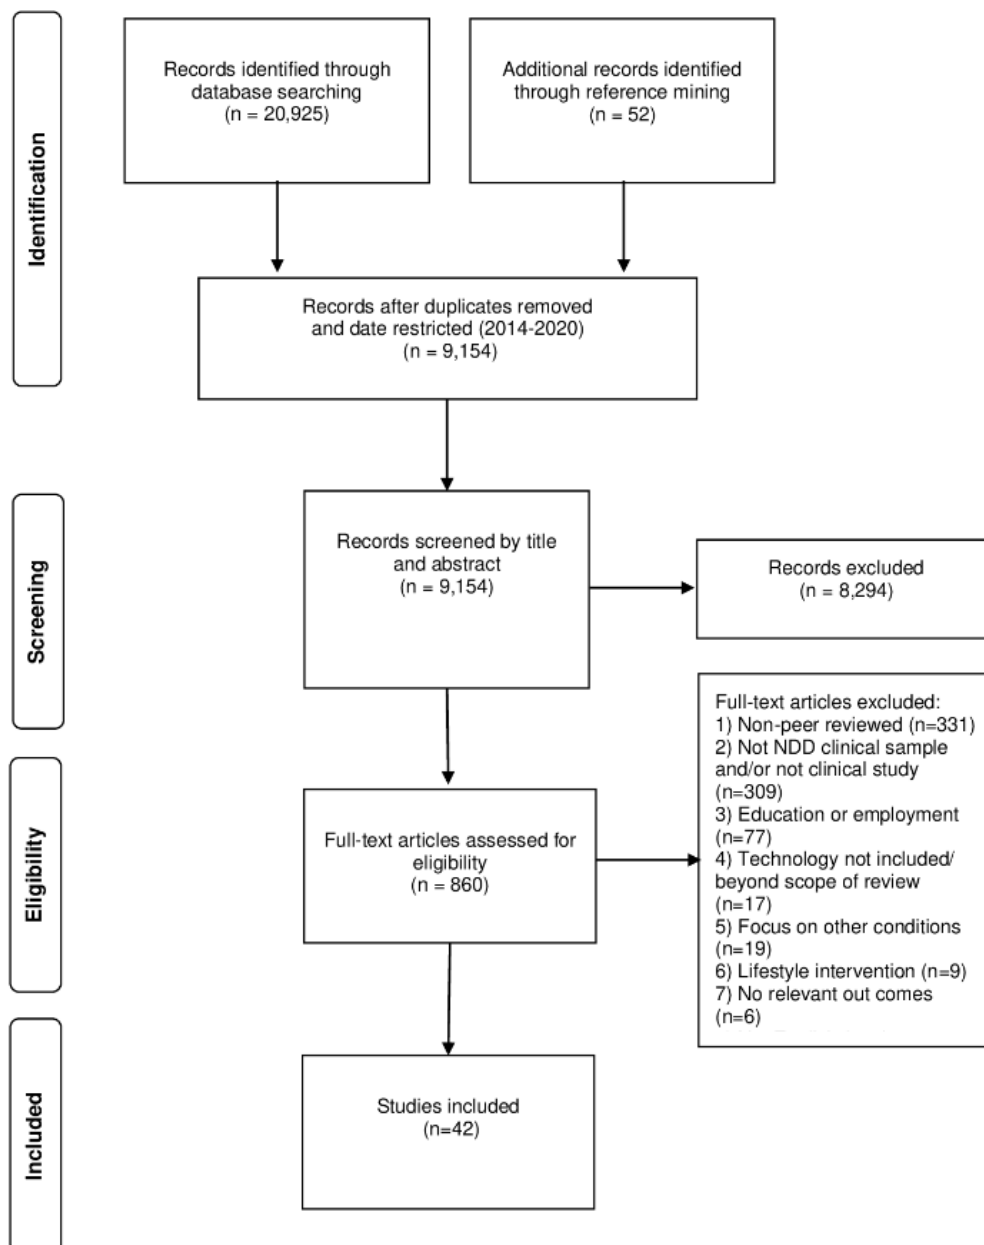 Identification
Records identified through
database searching
(n = 20,925)
Additional records identified
through reference mining
(n = 52)
Records after duplicates removed
and date restricted (2014-2020)
(n = 9,154)
Screening
Records screened by title
and abstract
(n = 9,154)
Records excluded
(n = 8,294)
Eligibility
Full-text articles assessed for
eligibility
(n = 860)
Full-text articles excluded:
1) Non-peer reviewed (n=331)
2) Not NDD clinical sample
and/or not clinical study
(n=309)
3) Education or employment
(n=77)
4) Technology not included/
beyond scope of review
(n=17)
5) Focus on other conditions
(n=19)
6) Lifestyle intervention (n=9)
7) No relevant out comes
(n=6)
Included
Studies included
(n=42)